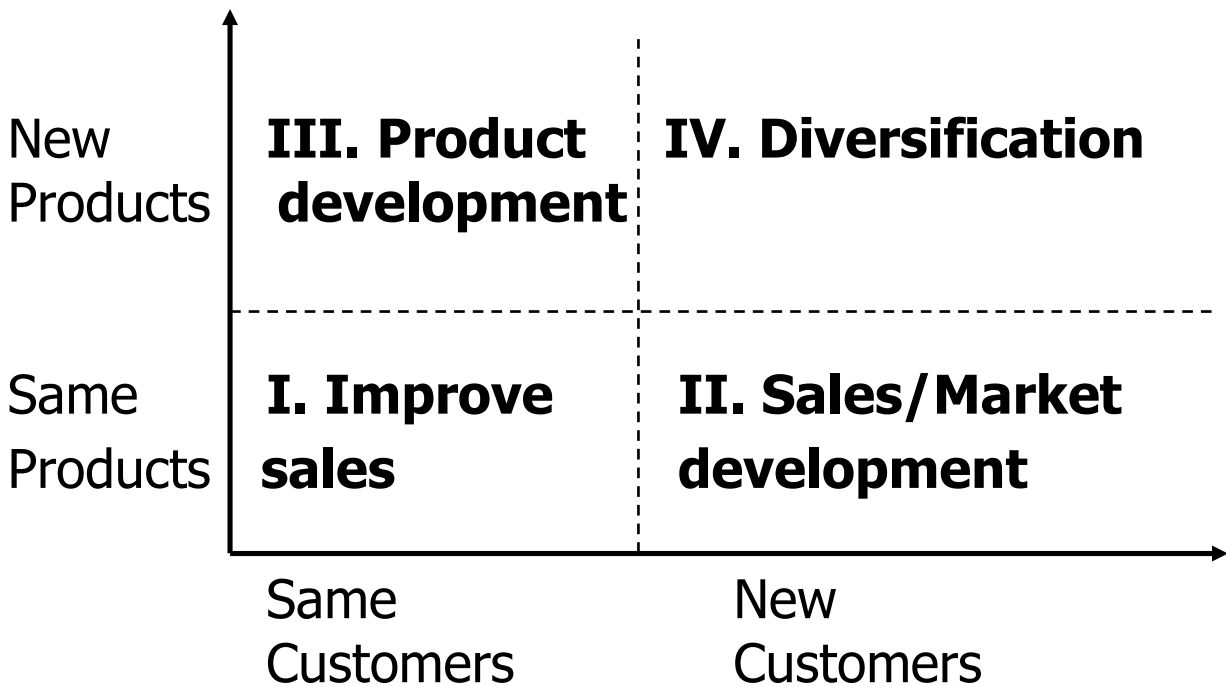 New
Products
III. Product
development
IV. Diversification
Same
Products
I. Improve
sales
II. Sales/Market
development
Same
Customers
New
Customers